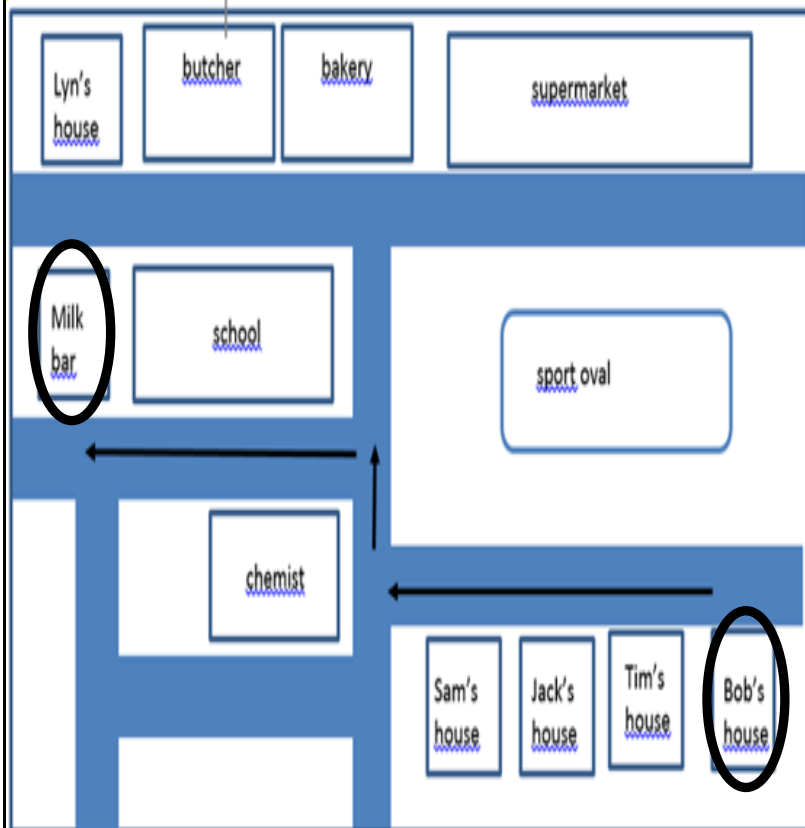 Lyn's
house
butcher
bakery
supermarket
Milk
bar
school
sport oval
chemist
Sam's
house
Jack's
house
Tim's
house
Bob's
house